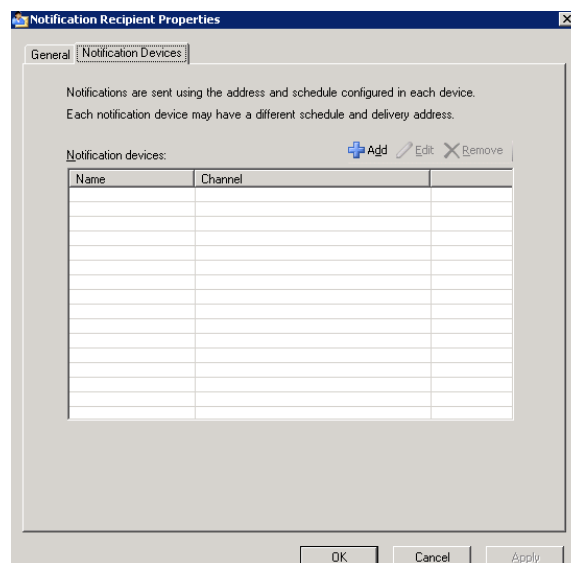 Notification Recipient Properties
General Notification Devices
Notifications are sent using the address and schedule configured in each device.
Each notification device may have a different schedule and delivery address.
Notification devices: Add Edit Remove
Name Channel
OK Cancel Apply